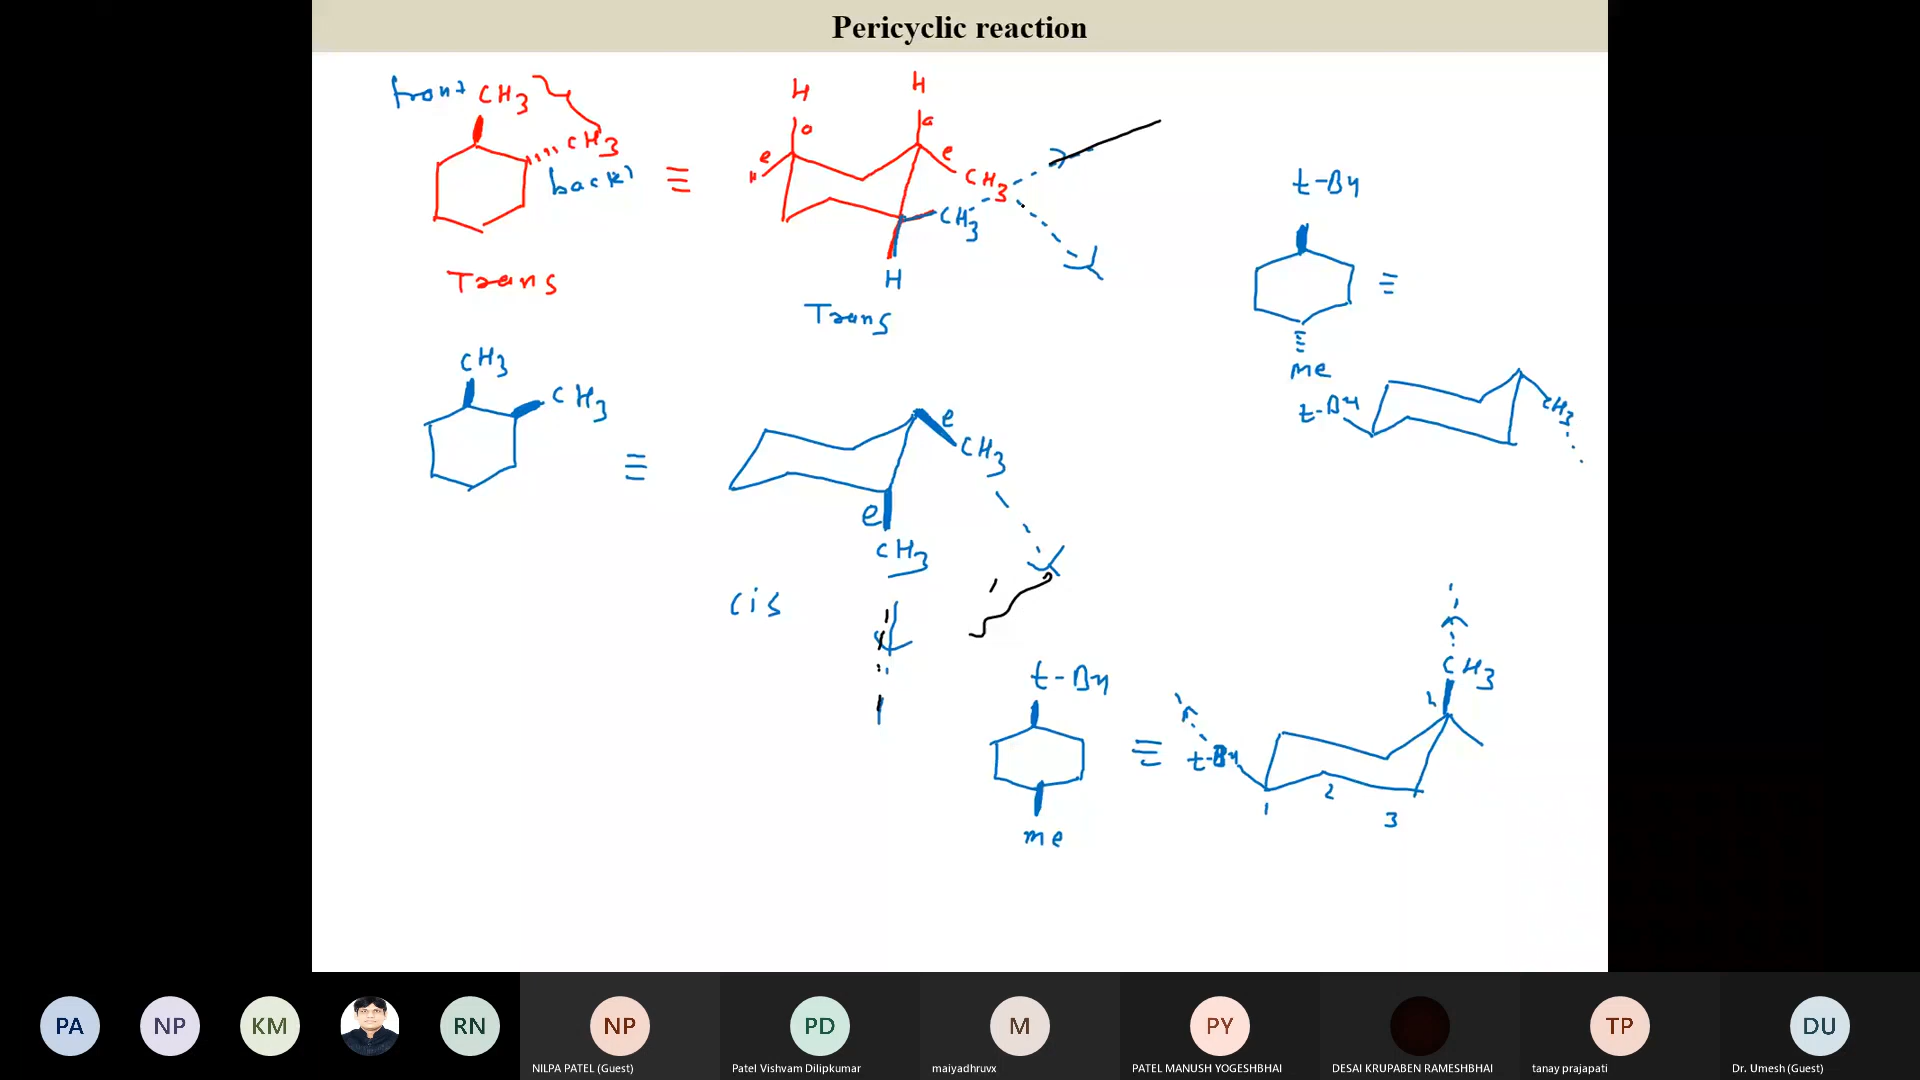 Pericyclic reaction
front CH3
CH3
back
Trans
≡
H
H
a
a
e
e
H
CH3
CH3
H
Trans
t-Bu
≡
Me
t-Bu
CH3
CH3
CH3
≡
e
CH3
e
CH3
cis
t-Bu
me
≡
CH3
4
t-Bu
1
2
3
PA
NP
KM
RN
NP
PD
M
PY
TP
DU
NILPA PATEL (Guest)
Patel Vishvam Dilipkumar
maiyadhruvx
PATEL MANUSH YOGESHBHAI
DESAI KRUPABEN RAMESHBHAI
tanay prajapati
Dr. Umesh (Guest)